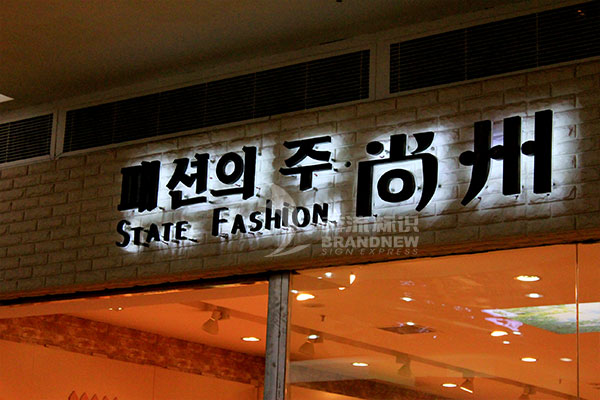 패션의 주·尚州
STATE FASHION
BRANDNEW
SIGN EXPRESS